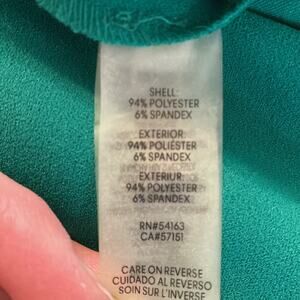 SHELL:
94% POLYESTER
6% SPANDEX
EXTERIOR:
94% POLIÉSTER
6% SPANDEX
EXTERIUR:
94% POLYESTER
6% SPANDEX
RN#54163
CA#57151
CARE ON REVERSE
CUIDADO AL REVERSO
SOIN SUR L'INVERSE